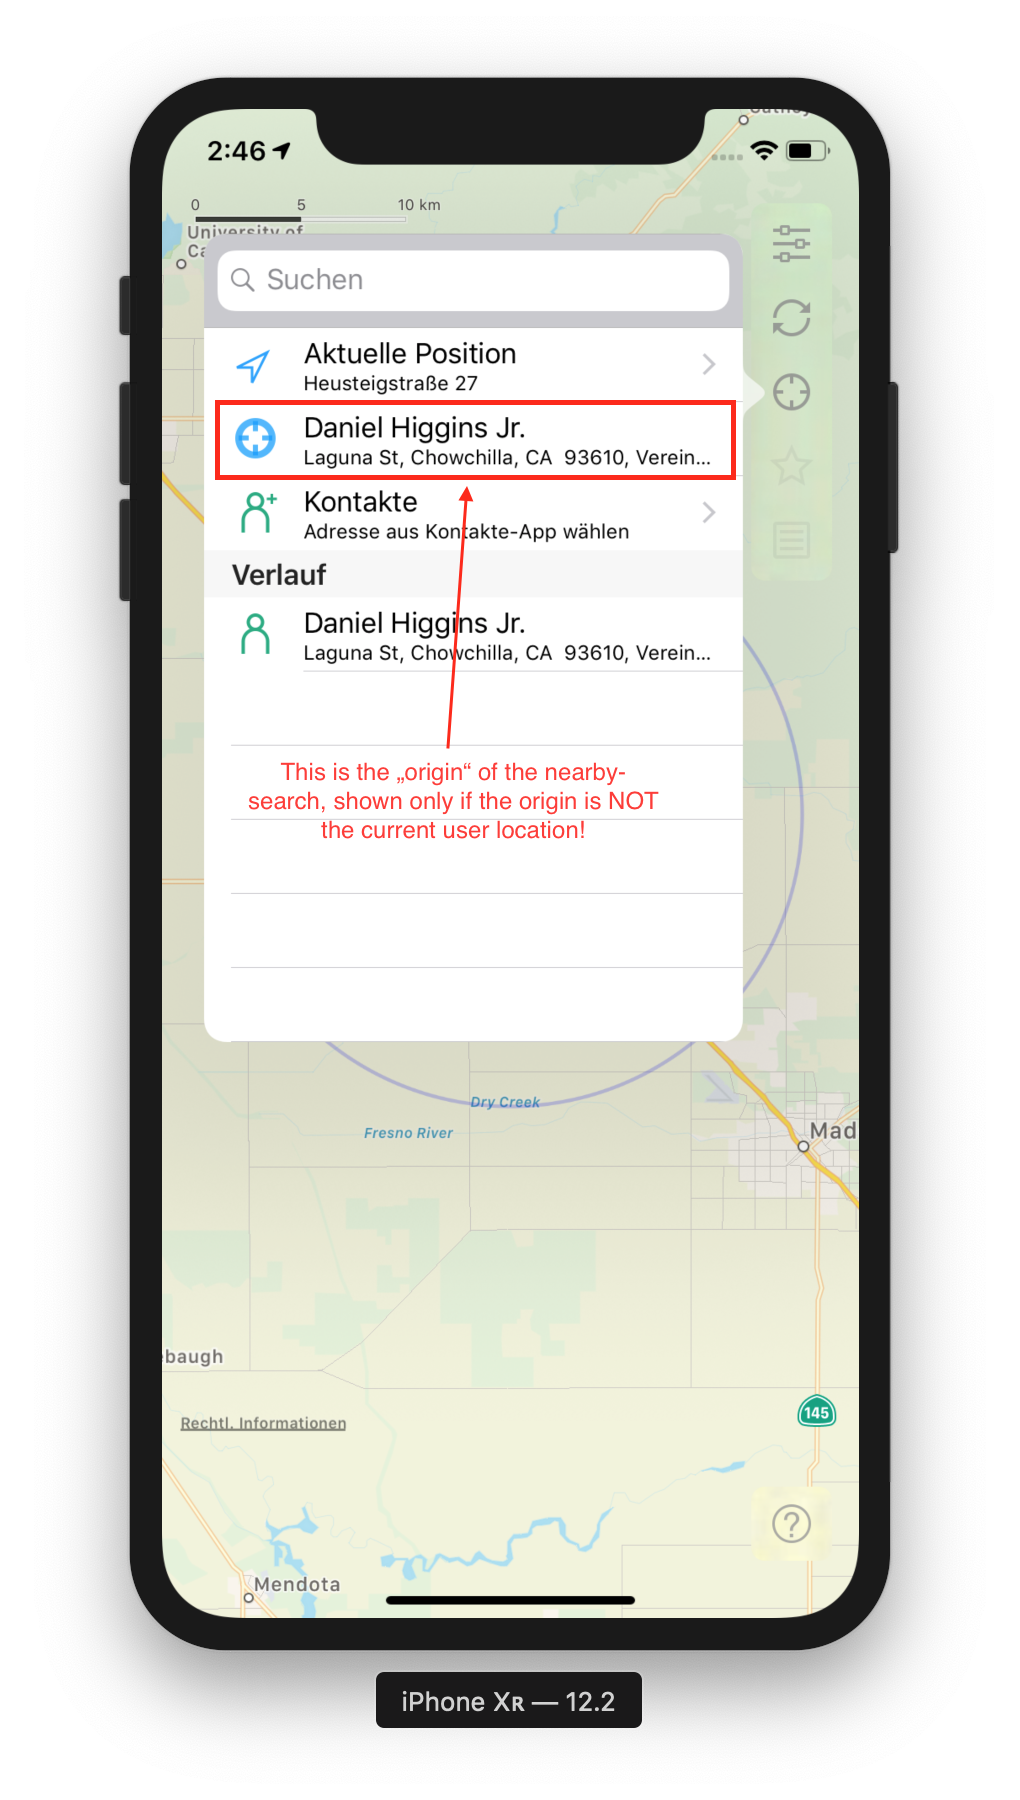 2:46
0 5 10 km
University of
Suchen
Aktuelle Position
Heusteigstraße 27
Daniel Higgins Jr.
Laguna St, Chowchilla, CA  93610, Verein...
Kontakte
Adresse aus Kontakte-App wählen
Verlauf
Daniel Higgins Jr.
Laguna St, Chowchilla, CA  93610, Verein...
This is the „origin“ of the nearby-
search, shown only if the origin is NOT
the current user location!
Dry Creek
Fresno River
Mad
ebaugh
Rechtl. Informationen
145
?
Mendota
iPhone XR — 12.2